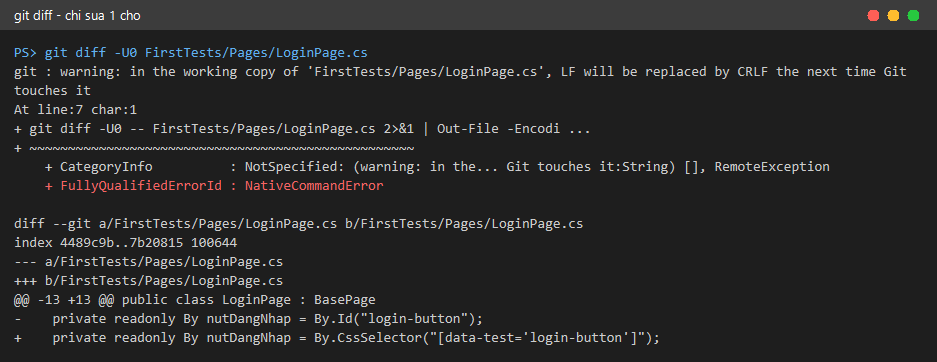 git diff - chi sua 1 cho
PS> git diff -U0 FirstTests/Pages/LoginPage.cs
git : warning: in the working copy of 'FirstTests/Pages/LoginPage.cs', LF will be replaced by CRLF the next time Git
touches it
At line:7 char:1
+ git diff -U0 -- FirstTests/Pages/LoginPage.cs 2>&1 | Out-File -Encodi ...
+ ~~~~~~~~~~~~~~~~~~~~~~~~~~~~~~~~~~~~~~~~~~~~~~~~~~~~~
    + CategoryInfo          : NotSpecified: (warning: in the... Git touches it:String) [], RemoteException
    + FullyQualifiedErrorId : NativeCommandError

diff --git a/FirstTests/Pages/LoginPage.cs b/FirstTests/Pages/LoginPage.cs
index 4489c9b..7b20815 100644
--- a/FirstTests/Pages/LoginPage.cs
+++ b/FirstTests/Pages/LoginPage.cs
@@ -13 +13 @@ public class LoginPage : BasePage
-    private readonly By nutDangNhap = By.Id("login-button");
+    private readonly By nutDangNhap = By.CssSelector("[data-test='login-button']");